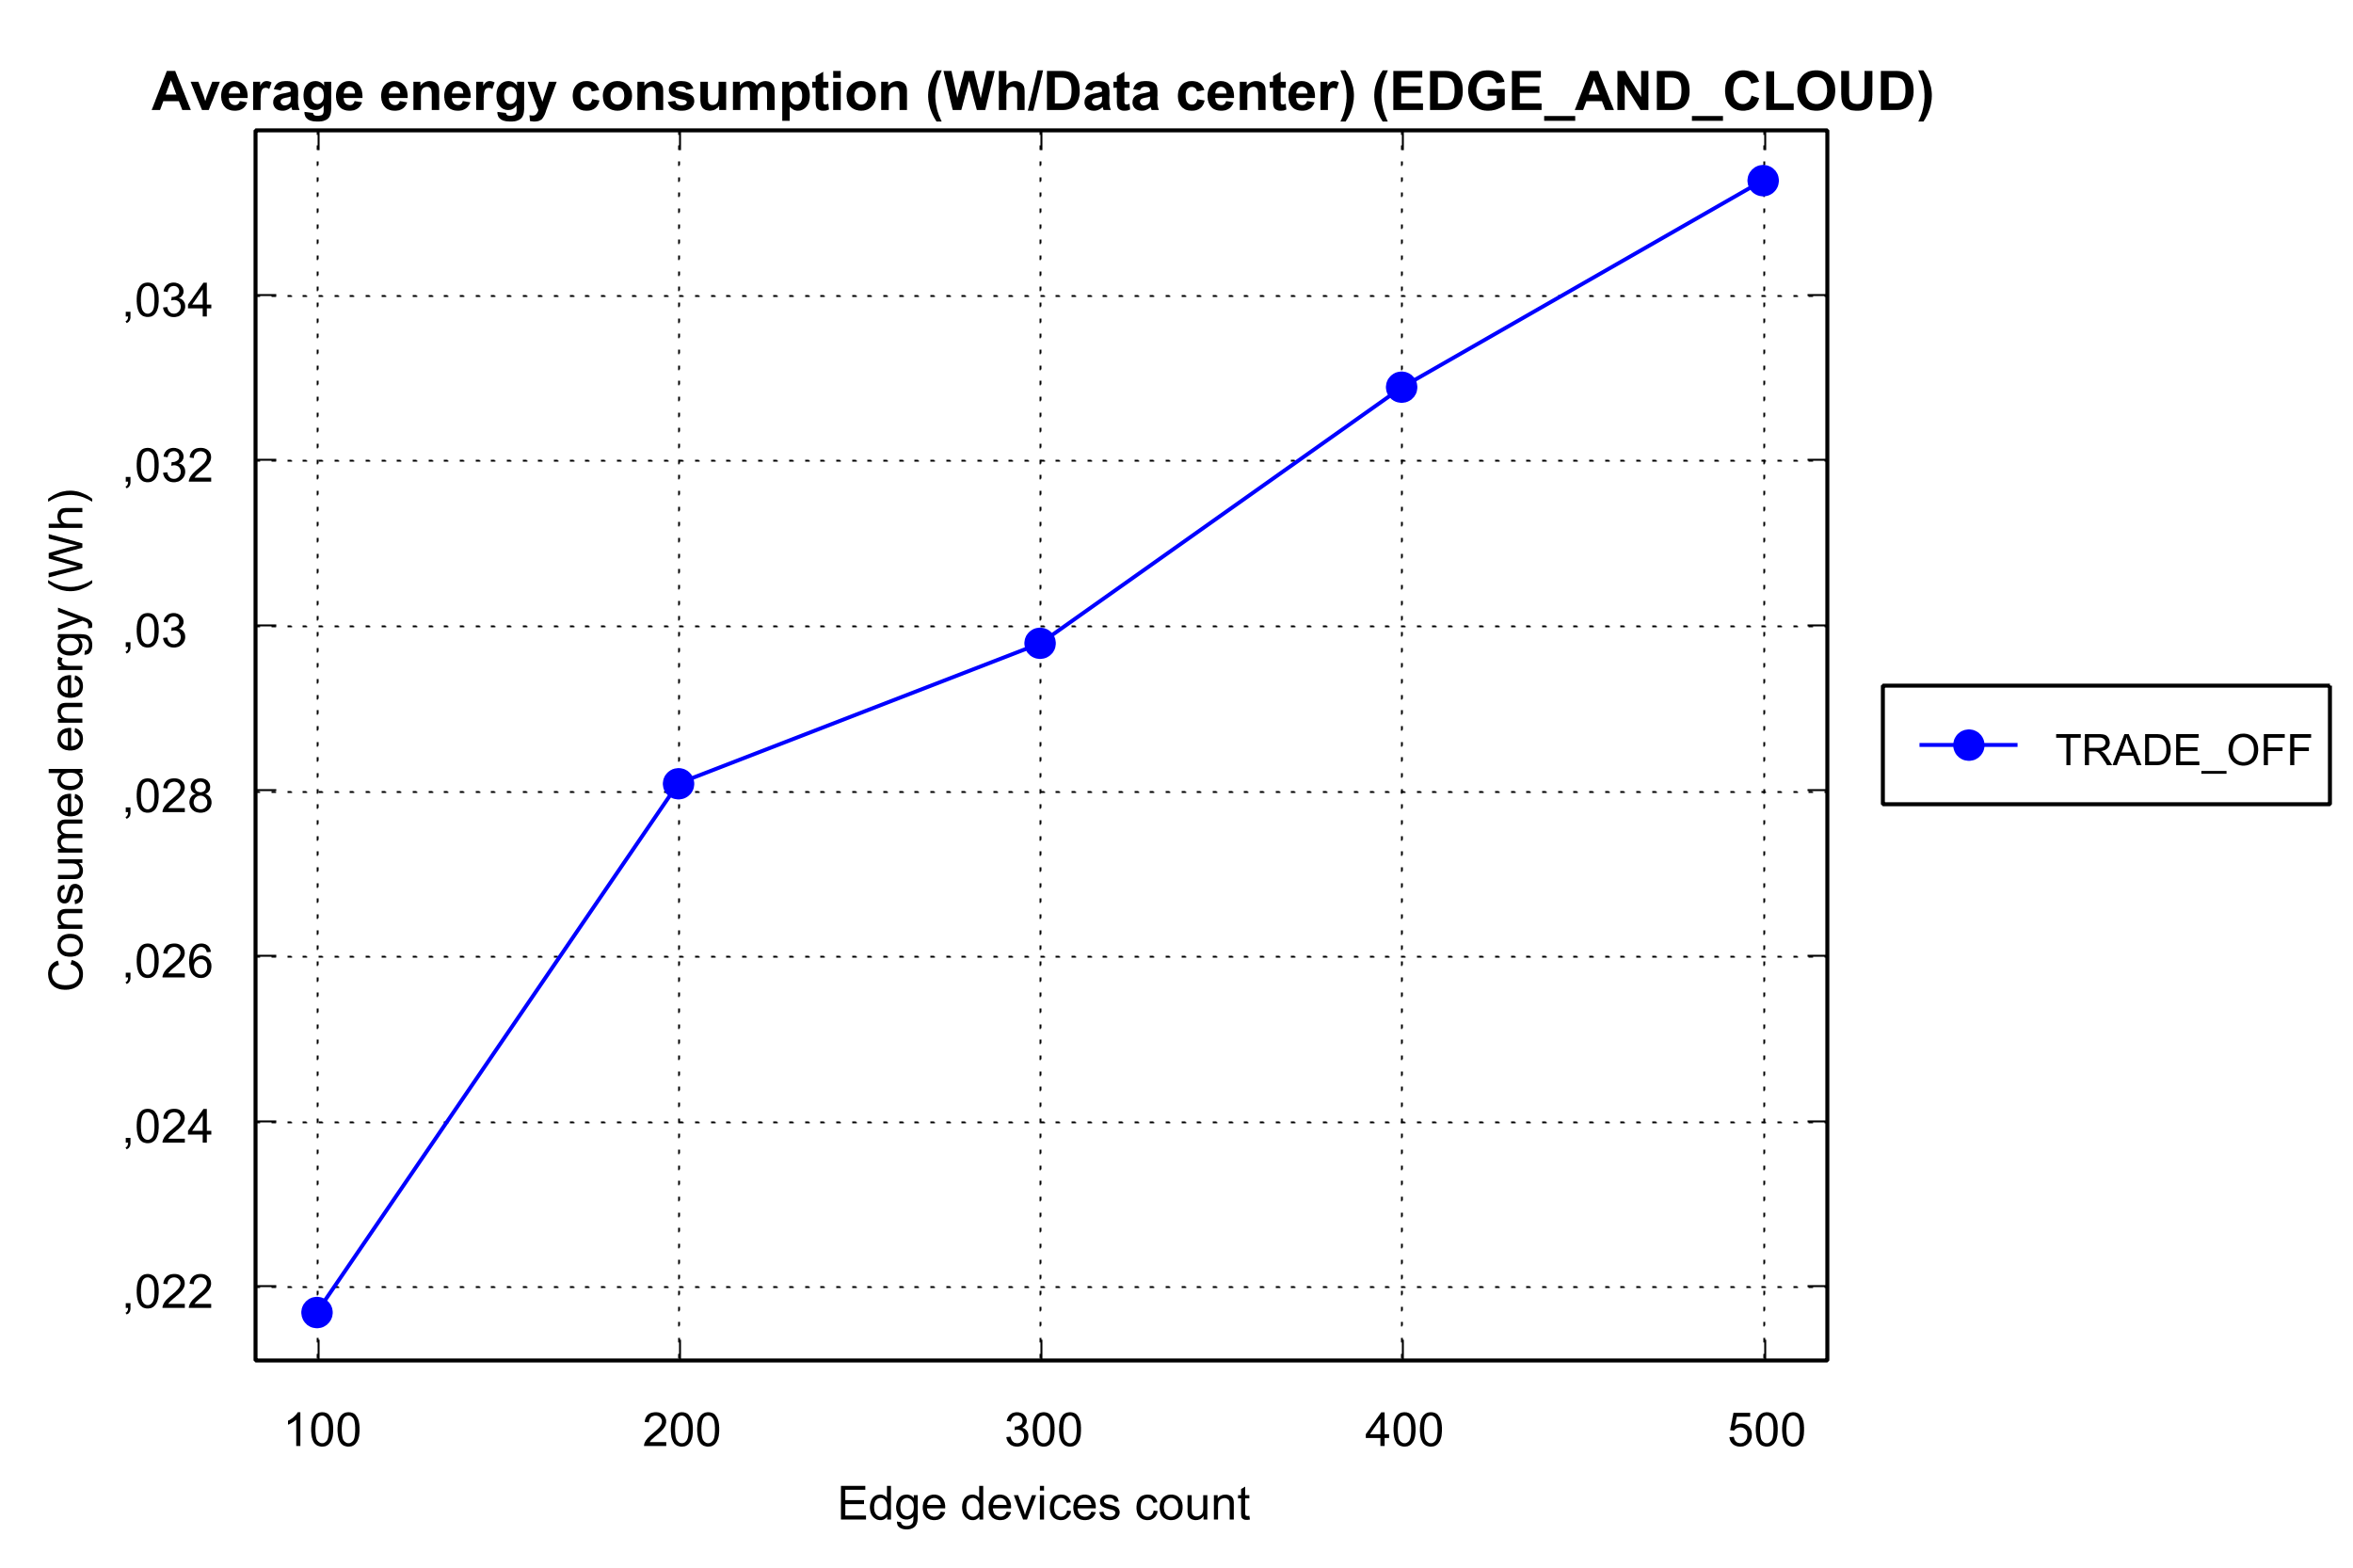 Average energy consumption (Wh/Data center) (EDGE_AND_CLOUD)
Consumed energy (Wh)
,034
,032
,03
,028
,026
,024
,022
100 200 300 400 500
Edge devices count
TRADE_OFF